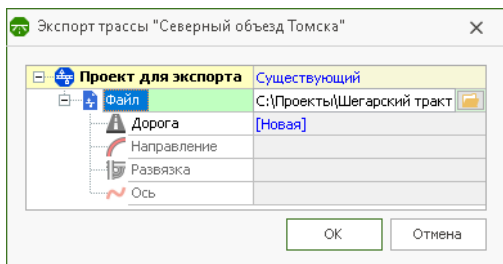 Экспорт трассы "Северный объезд Томска"
Проект для экспорта Существующий
Файл С:\Проекты\Шегарский тракт
Дорога [Новая]
Направление
Развязка
Ось
ОК Отмена